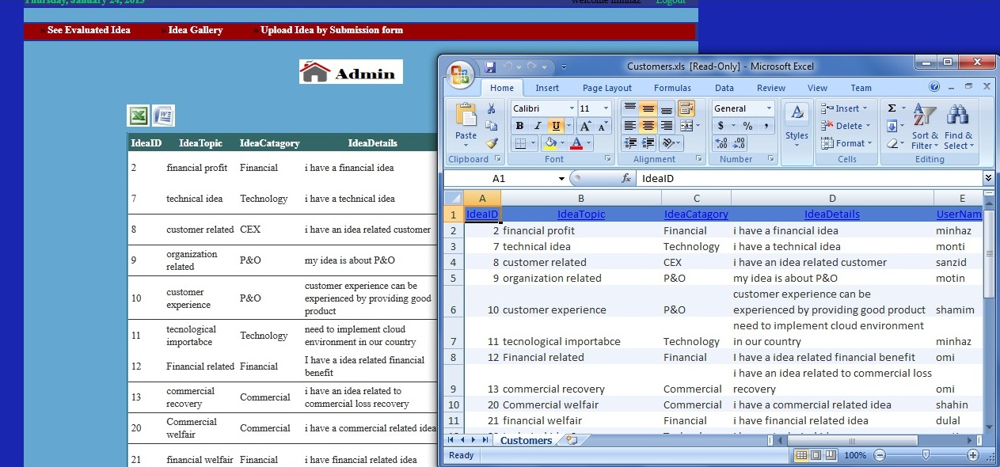 Thursday, January 24, 2013
Welcome minhaz Logout
» See Evaluated Idea » Idea Gallery » Upload Idea by Submission form
Admin
IdeaID IdeaTopic IdeaCatagory IdeaDetails
2 financial profit Financial i have a financial idea
7 technical idea Technology i have a technical idea
8 customer related CEX i have an idea related customer
9 organization related P&O my idea is about P&O
10 customer experience P&O customer experience can be
experienced by providing good
product
11 tecnological importabce Technology need to implement cloud
environment in our country
12 Financial related Financial I have a idea related financial
benefit
13 commercial recovery Commercial i have an idea related to
commercial loss recovery
20 Commercial welfair Commercial i have a commercial related idea
21 financial welfair Financial i have financial related idea
Customers.xls [Read-Only] - Microsoft Excel
Home Insert Page Layout Formulas Data Review View Team
Paste
Clipboard
Calibri 11
B I U A A
A
Font
Alignment
General
$ % ,
.00 .00
Number
Styles
Insert
Delete
Format
Cells
Σ
Sort & Filter
Find & Select
Editing
A1 fx IdeaID
A B C D E
1 IdeaID IdeaTopic IdeaCatagory IdeaDetails UserNam
2 2 financial profit Financial i have a financial idea minhaz
3 7 technical idea Technology i have a technical idea monti
4 8 customer related CEX i have an idea related customer sanzid
5 9 organization related P&O my idea is about P&O motin
customer experience can be
6 10 customer experience P&O experienced by providing good product shamim
need to implement cloud environment
7 11 tecnological importabce Technology in our country minhaz
8 12 Financial related Financial I have a idea related financial benefit omi
i have an idea related to commercial loss
9 13 commercial recovery Commercial recovery omi
10 20 Commercial welfair Commercial i have a commercial related idea shahin
11 21 financial welfair Financial i have financial related idea dulal
Customers
Ready 100%